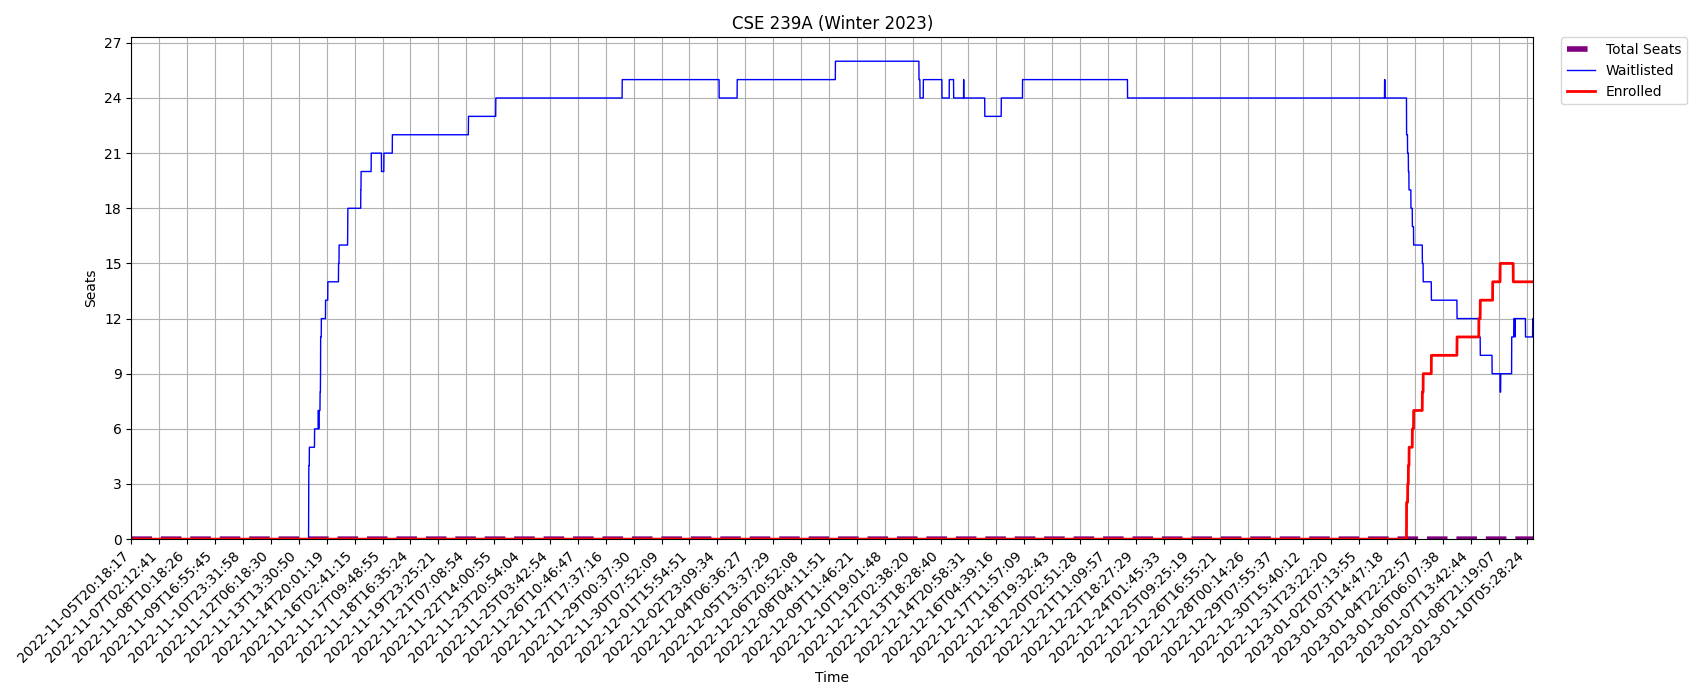 CSE 239A (Winter 2023)
Total Seats
Waitlisted
Enrolled
27
24
21
18
15
12
9
6
3
0
Seats
2022-11-05T20:18:17
2022-11-07T02:12:41
2022-11-08T10:18:26
2022-11-09T16:55:45
2022-11-10T23:31:58
2022-11-12T06:18:30
2022-11-13T13:30:50
2022-11-14T20:01:19
2022-11-16T02:41:15
2022-11-17T09:48:55
2022-11-18T16:35:24
2022-11-19T23:25:21
2022-11-21T07:08:54
2022-11-22T14:00:55
2022-11-23T20:54:04
2022-11-25T03:42:54
2022-11-26T10:46:47
2022-11-27T17:37:16
2022-11-29T00:37:30
2022-11-30T07:52:09
2022-12-01T15:54:51
2022-12-02T23:09:34
2022-12-04T06:36:27
2022-12-05T13:37:29
2022-12-06T20:52:08
2022-12-08T04:11:51
2022-12-09T11:46:21
2022-12-10T19:01:48
2022-12-12T02:38:20
2022-12-13T18:28:40
2022-12-14T20:58:31
2022-12-16T04:39:16
2022-12-17T11:57:09
2022-12-18T19:32:43
2022-12-20T02:51:28
2022-12-21T11:09:57
2022-12-22T18:27:29
2022-12-24T01:45:33
2022-12-25T09:25:19
2022-12-26T16:55:21
2022-12-28T00:14:26
2022-12-29T07:55:37
2022-12-30T15:40:12
2022-12-31T23:22:20
2023-01-02T07:13:55
2023-01-03T14:47:18
2023-01-04T22:22:57
2023-01-06T06:07:38
2023-01-07T13:42:44
2023-01-08T21:19:07
2023-01-10T05:28:24
Time